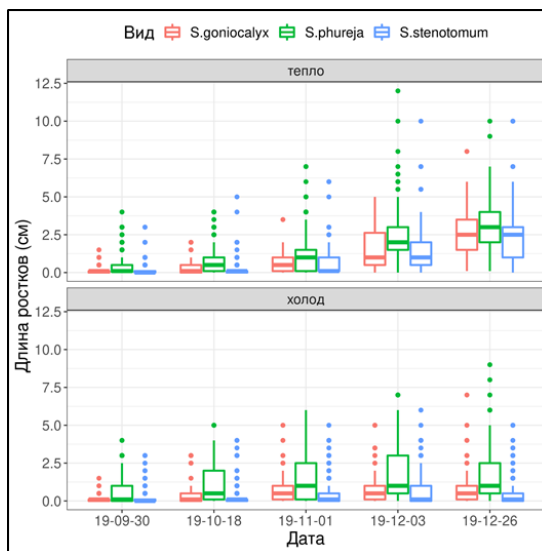 Вид S.goniocalyx S.phureja S.stenotomum
тепло
12.5
10.0
7.5
5.0
2.5
0.0
холод
12.5
10.0
7.5
5.0
2.5
0.0
Длина ростков (см)
19-09-30 19-10-18 19-11-01 19-12-03 19-12-26
Дата